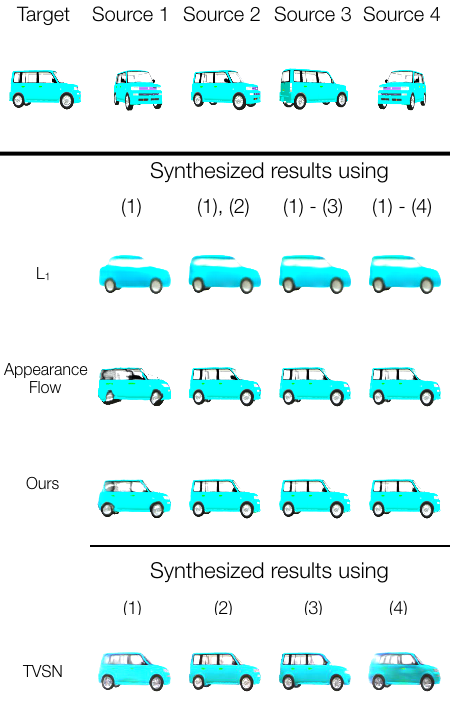 Target Source 1 Source 2 Source 3 Source 4
Synthesized results using
(1) (1), (2) (1) - (3) (1) - (4)
L₁
Appearance
Flow
Ours
Synthesized results using
(1) (2) (3) (4)
TVSN